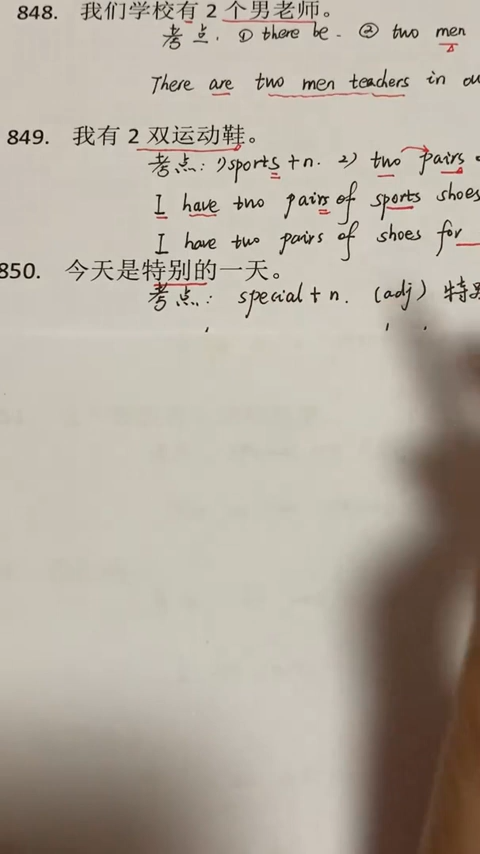 848. 我们学校有 2 个男老师。
考点. ① there be. ② two men
There are two men teachers in
849. 我有 2 双运动鞋。
考点: 1) sports + n. 2) two pairs
I have two pairs of sports shoes
I have two pairs of shoes for
850. 今天是特别的一天。
考点: special + n. (adj) 特别